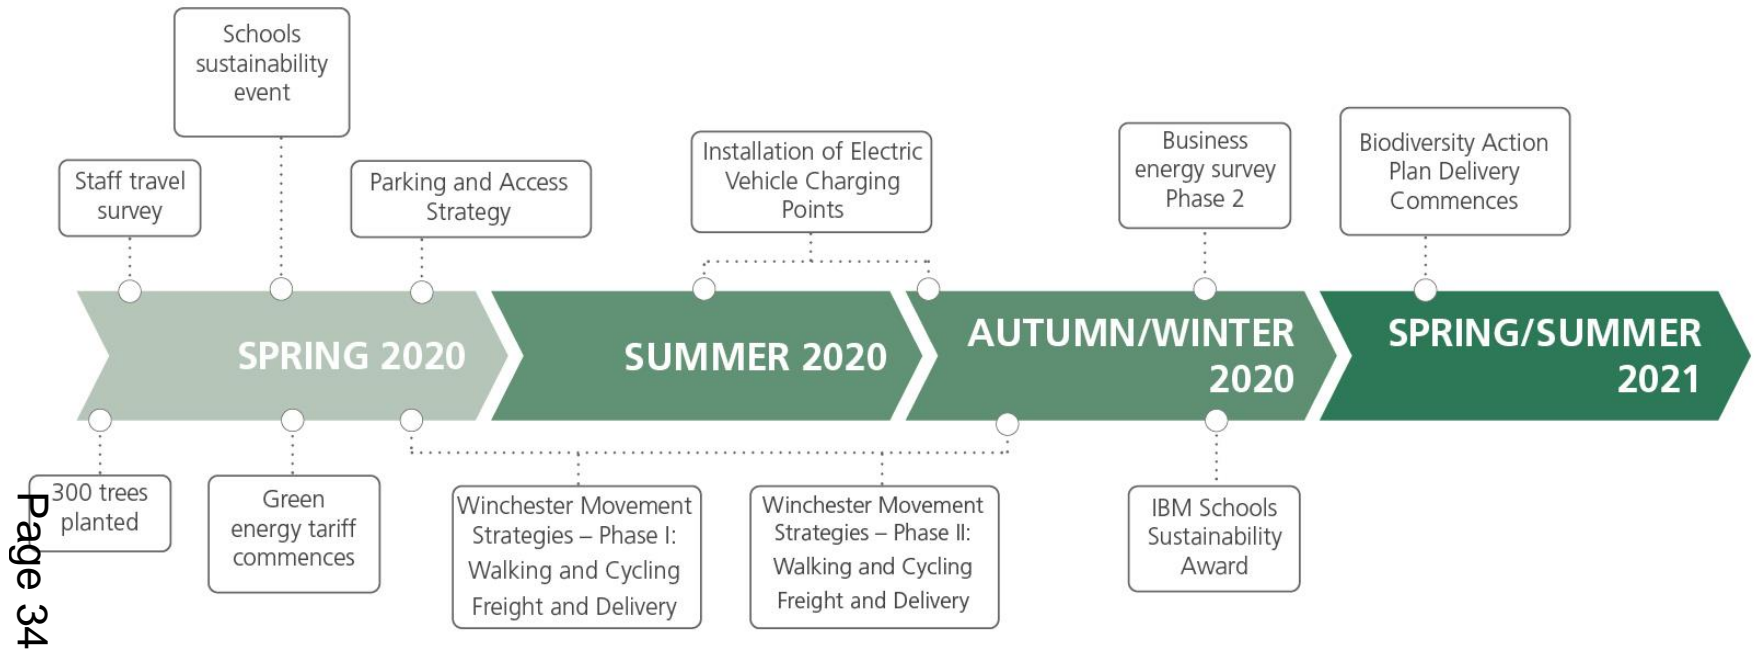 Schools
sustainability
event
Staff travel
survey
Parking and Access
Strategy
Installation of Electric
Vehicle Charging
Points
Business
energy survey
Phase 2
Biodiversity Action
Plan Delivery
Commences
SPRING 2020
SUMMER 2020
AUTUMN/WINTER
2020
SPRING/SUMMER
2021
300 trees
planted
Green
energy tariff
commences
Winchester Movement
Strategies – Phase I:
Walking and Cycling
Freight and Delivery
Winchester Movement
Strategies – Phase II:
Walking and Cycling
Freight and Delivery
IBM Schools
Sustainability
Award
Page 34